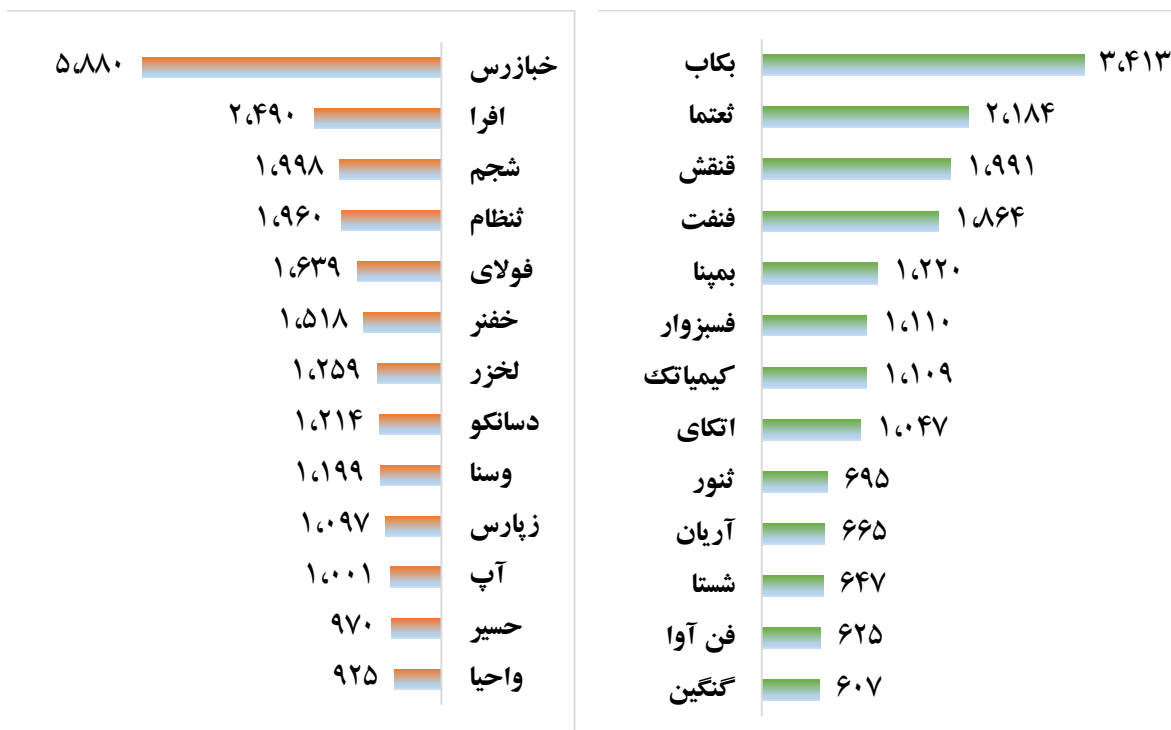 بکاب ۳،۴۱۳
ثعتما ۲،۱۸۴
قنقش ۱،۹۹۱
فنفت ۱،۸۶۴
بمپنا ۱،۲۲۰
فسبزوار ۱،۱۱۰
کیمیاتک ۱،۱۰۹
اتکای ۱،۰۴۷
ثنور ۶۹۵
آریان ۶۶۵
شستا ۶۴۷
فن آوا ۶۲۵
گنگین ۶۰۷
خبازرس ۵،۸۸۰
افرا ۲،۴۹۰
شجم ۱،۹۹۸
ثنظام ۱،۹۶۰
فولای ۱،۶۳۹
خفنر ۱،۵۱۸
لخزر ۱،۲۵۹
دسانکو ۱،۲۱۴
وسنا ۱،۱۹۹
زپارس ۱،۰۹۷
آپ ۱،۰۰۱
حسیر ۹۷۰
واحیا ۹۲۵